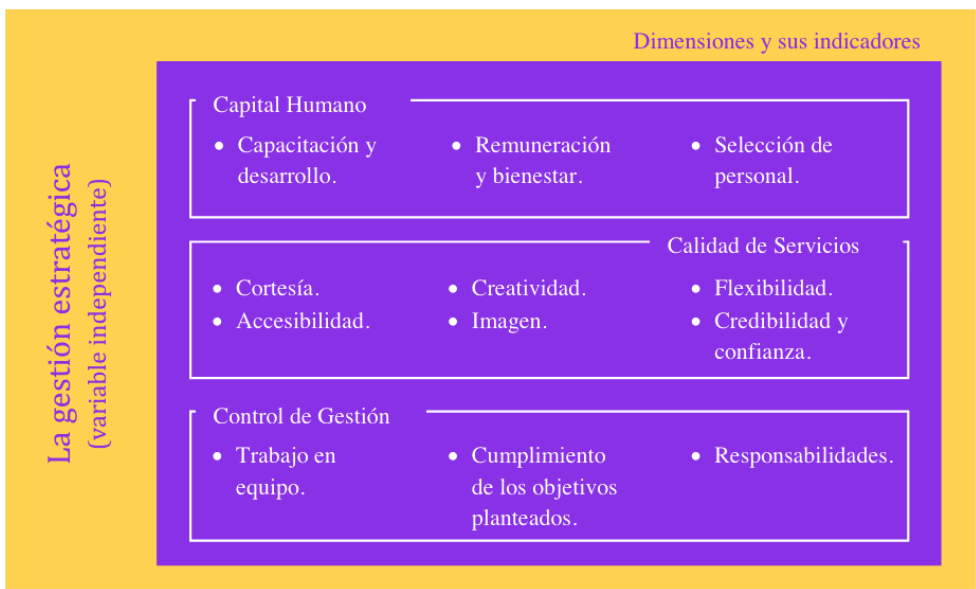 Dimensiones y sus indicadores
La gestión estratégica
(variable independiente)
Capital Humano
• Capacitación y
desarrollo.
• Remuneración
y bienestar.
• Selección de
personal.
Calidad de Servicios
• Cortesía.
• Accesibilidad.
• Creatividad.
• Imagen.
• Flexibilidad.
• Credibilidad y
confianza.
Control de Gestión
• Trabajo en
equipo.
• Cumplimiento
de los objetivos
planteados.
• Responsabilidades.